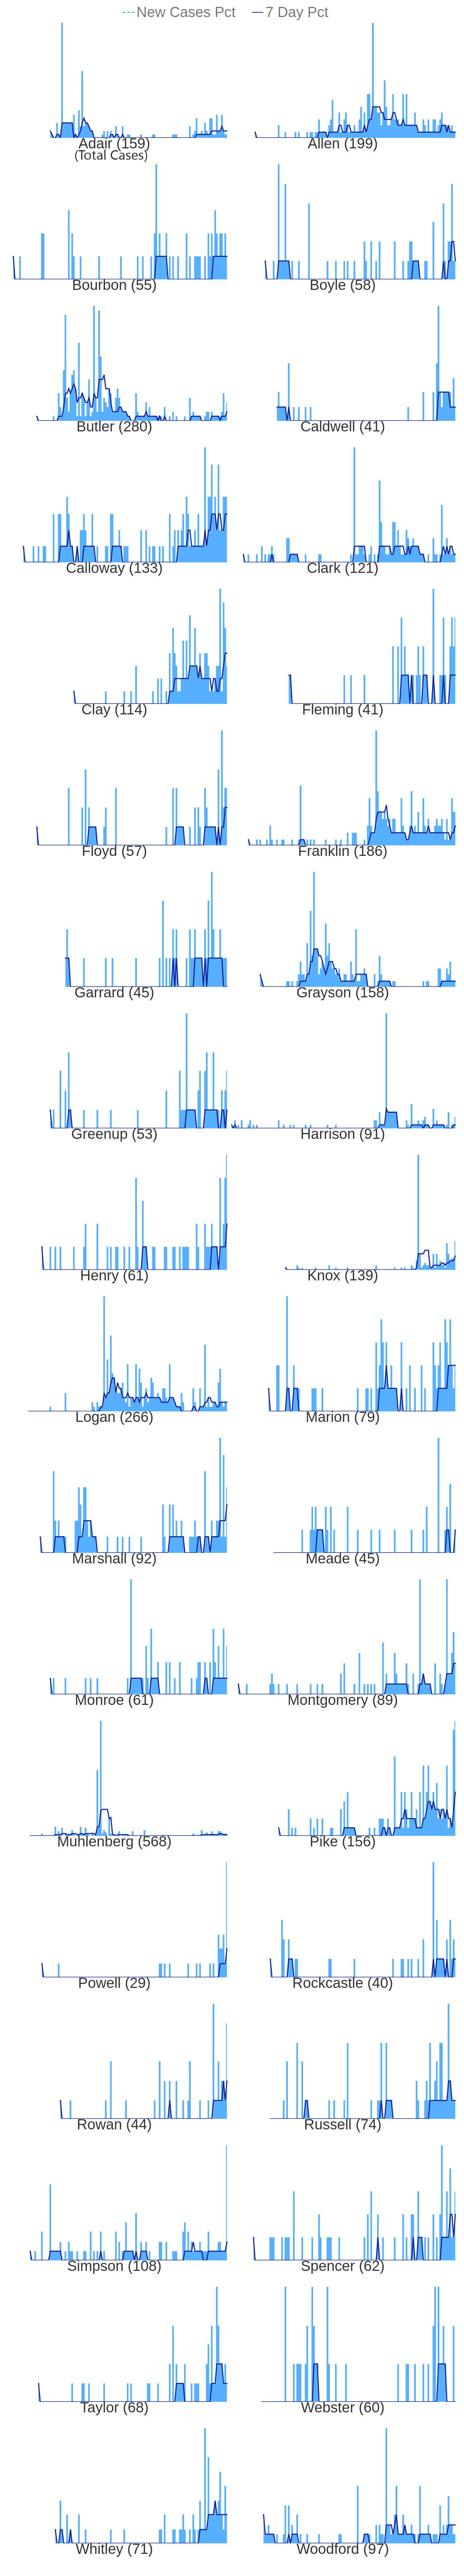 New Cases Pct 7 Day Pct
Adair (159) Allen (199)
(Total Cases)
Bourbon (55) Boyle (58)
Butler (280) Caldwell (41)
Calloway (133) Clark (121)
Clay (114) Fleming (41)
Floyd (57) Franklin (186)
Garrard (45) Grayson (158)
Greenup (53) Harrison (91)
Henry (61) Knox (139)
Logan (266) Marion (79)
Marshall (92) Meade (45)
Monroe (61) Montgomery (89)
Muhlenberg (568) Pike (156)
Powell (29) Rockcastle (40)
Rowan (44) Russell (74)
Simpson (108) Spencer (62)
Taylor (68) Webster (60)
Whitley (71) Woodford (97)